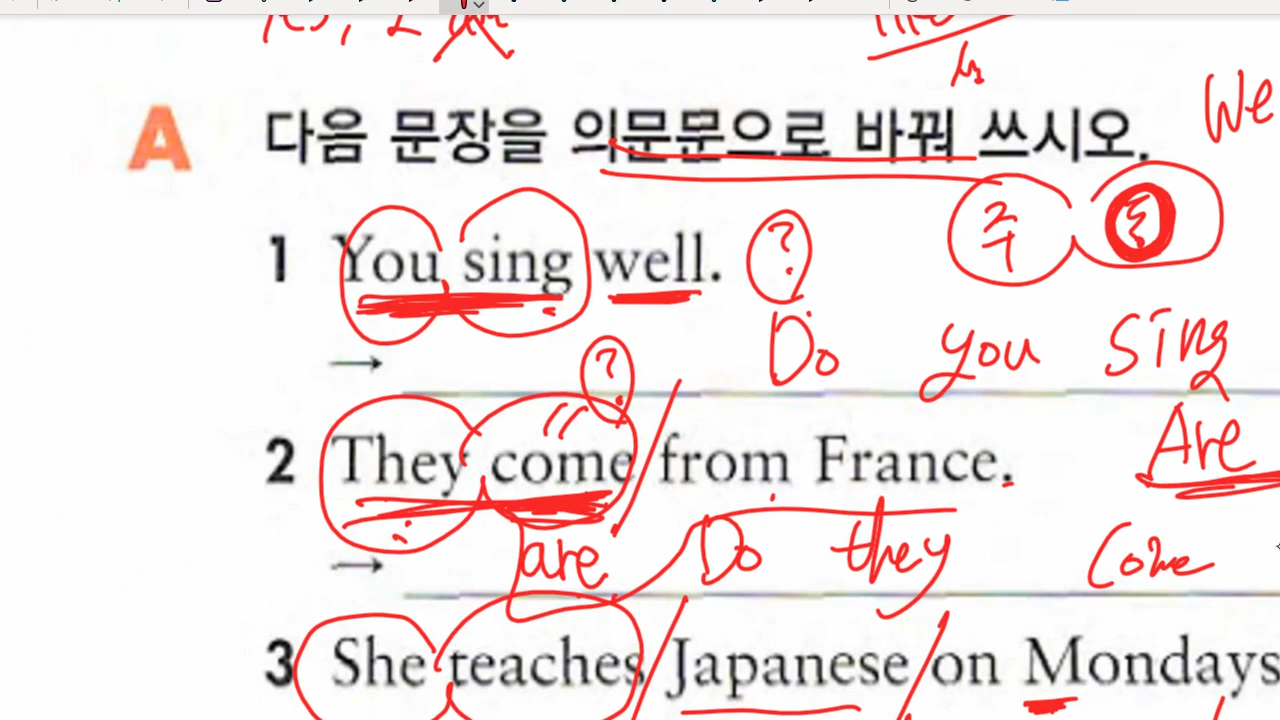 We
A 다음 문장을 의문문으로 바꿔 쓰시오.
주 동
1 You sing well. ?
→ Do you sing
?
2 They come from France. Are
→ are Do they come
3 She teaches Japanese on Mondays